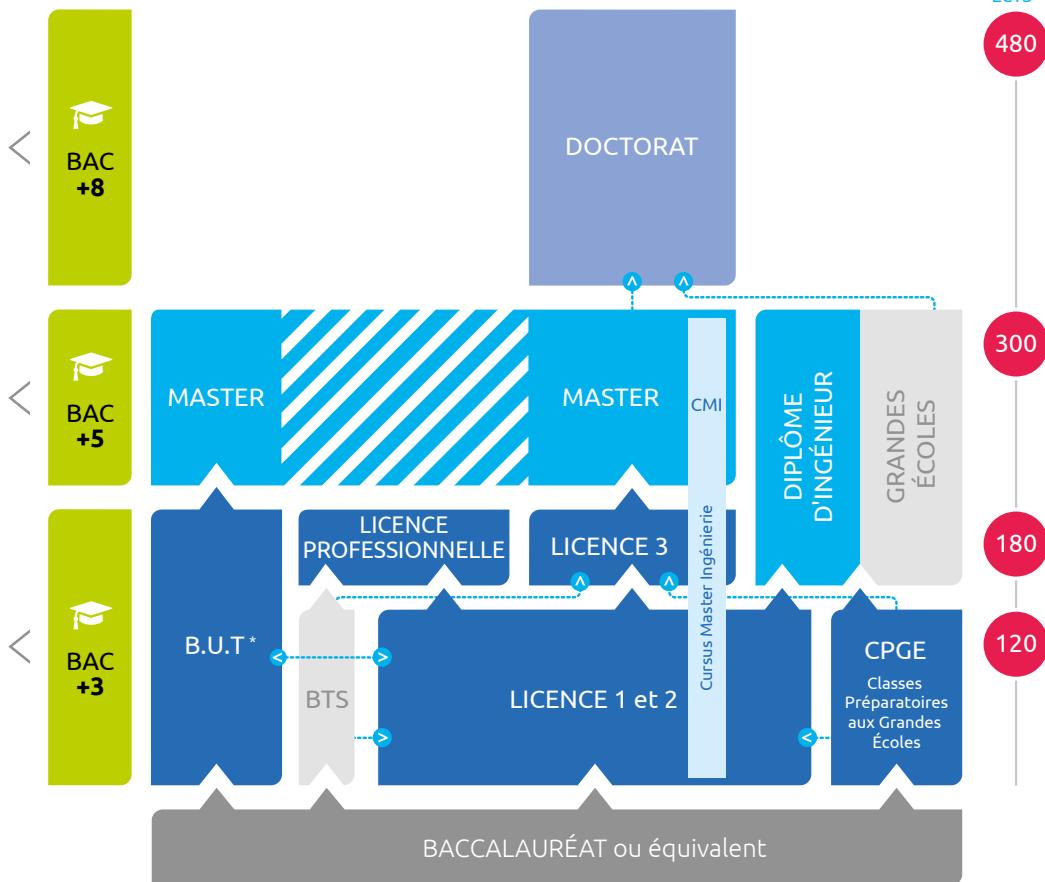 480
BAC
+8
DOCTORAT
300
BAC
+5
MASTER
MASTER
CMI
DIPLÔME
D'INGÉNIEUR
GRANDES
ÉCOLES
180
LICENCE
PROFESSIONNELLE
LICENCE 3
Cursus Master Ingénierie
120
BAC
+3
B.U.T *
BTS
LICENCE 1 et 2
CPGE
Classes
Préparatoires
aux Grandes
Écoles
BACCALAURÉAT ou équivalent